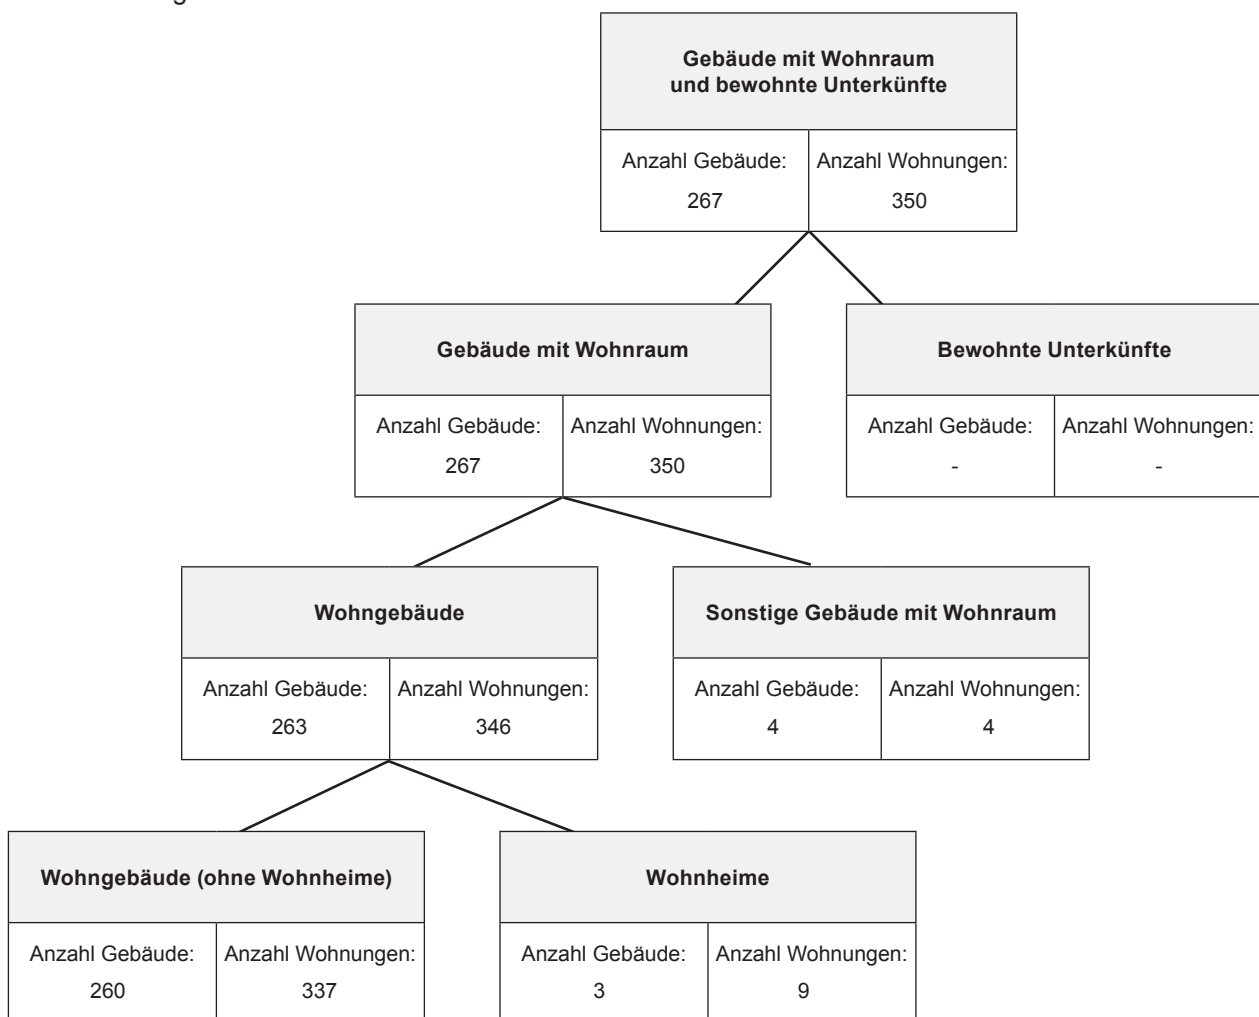 Gebäude mit Wohnraum
und bewohnte Unterkünfte
Anzahl Gebäude: Anzahl Wohnungen:
267 350
Gebäude mit Wohnraum Bewohnte Unterkünfte
Anzahl Gebäude: Anzahl Wohnungen: Anzahl Gebäude: Anzahl Wohnungen:
267 350 - -
Wohngebäude Sonstige Gebäude mit Wohnraum
Anzahl Gebäude: Anzahl Wohnungen: Anzahl Gebäude: Anzahl Wohnungen:
263 346 4 4
Wohngebäude (ohne Wohnheime) Wohnheime
Anzahl Gebäude: Anzahl Wohnungen: Anzahl Gebäude: Anzahl Wohnungen:
260 337 3 9